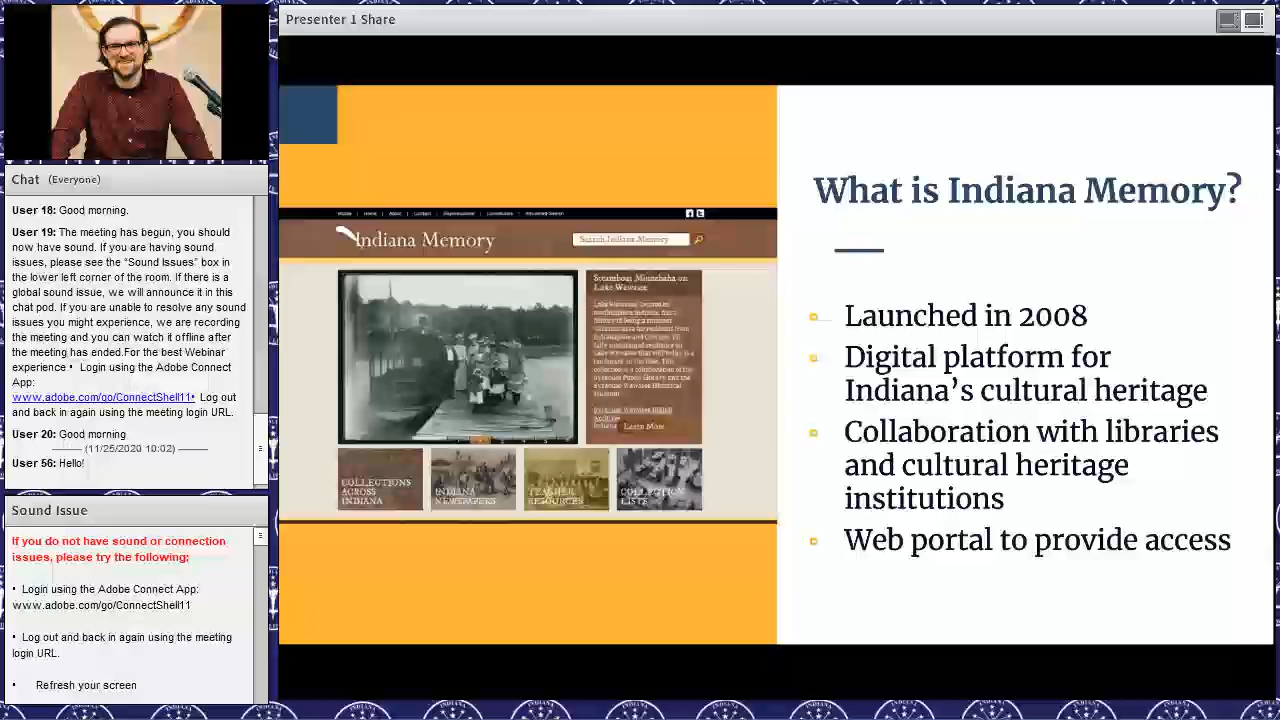 Presenter 1 Share
Chat (Everyone)
User 18: Good morning.
User 19: The meeting has begun, you should
now have sound. If you are having sound
issues, please see the “Sound Issues” box in
the lower left corner of the room. If there is a
global sound issue, we will announce it in this
chat pod. If you are unable to resolve any sound
issues you might experience, we are recording
the meeting and you can watch it offline after
the meeting has ended.For the best Webinar
experience • Login using the Adobe Connect
App:
www.adobe.com/go/ConnectShell11• Log out
and back in again using the meeting login URL.
User 20: Good morning
(11/25/2020 10:02)
User 56: Hello!
Sound Issue
If you do not have sound or connection
issues, please try the following:
• Login using the Adobe Connect App:
www.adobe.com/go/ConnectShell11
• Log out and back in again using the meeting
login URL.
• Refresh your screen
Indiana Memory
Search Indiana Memory
Steamboat Minnehaha on
Lake Wawasee
Learn More
COLLECTIONS
ACROSS
INDIANA
INDIANA
NEWSPAPERS
TEACHER
RESOURCES
COLLECTION
LISTS
What is Indiana Memory?
Launched in 2008
Digital platform for
Indiana’s cultural heritage
Collaboration with libraries
and cultural heritage
institutions
Web portal to provide access